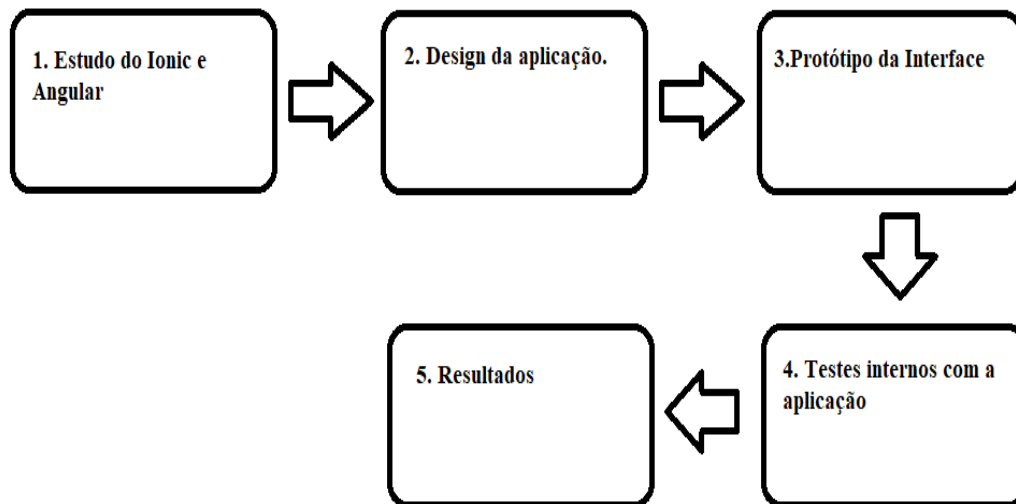 1. Estudo do Ionic e
Angular
2. Design da aplicação.
3.Protótipo da Interface
4. Testes internos com a
aplicação
5. Resultados